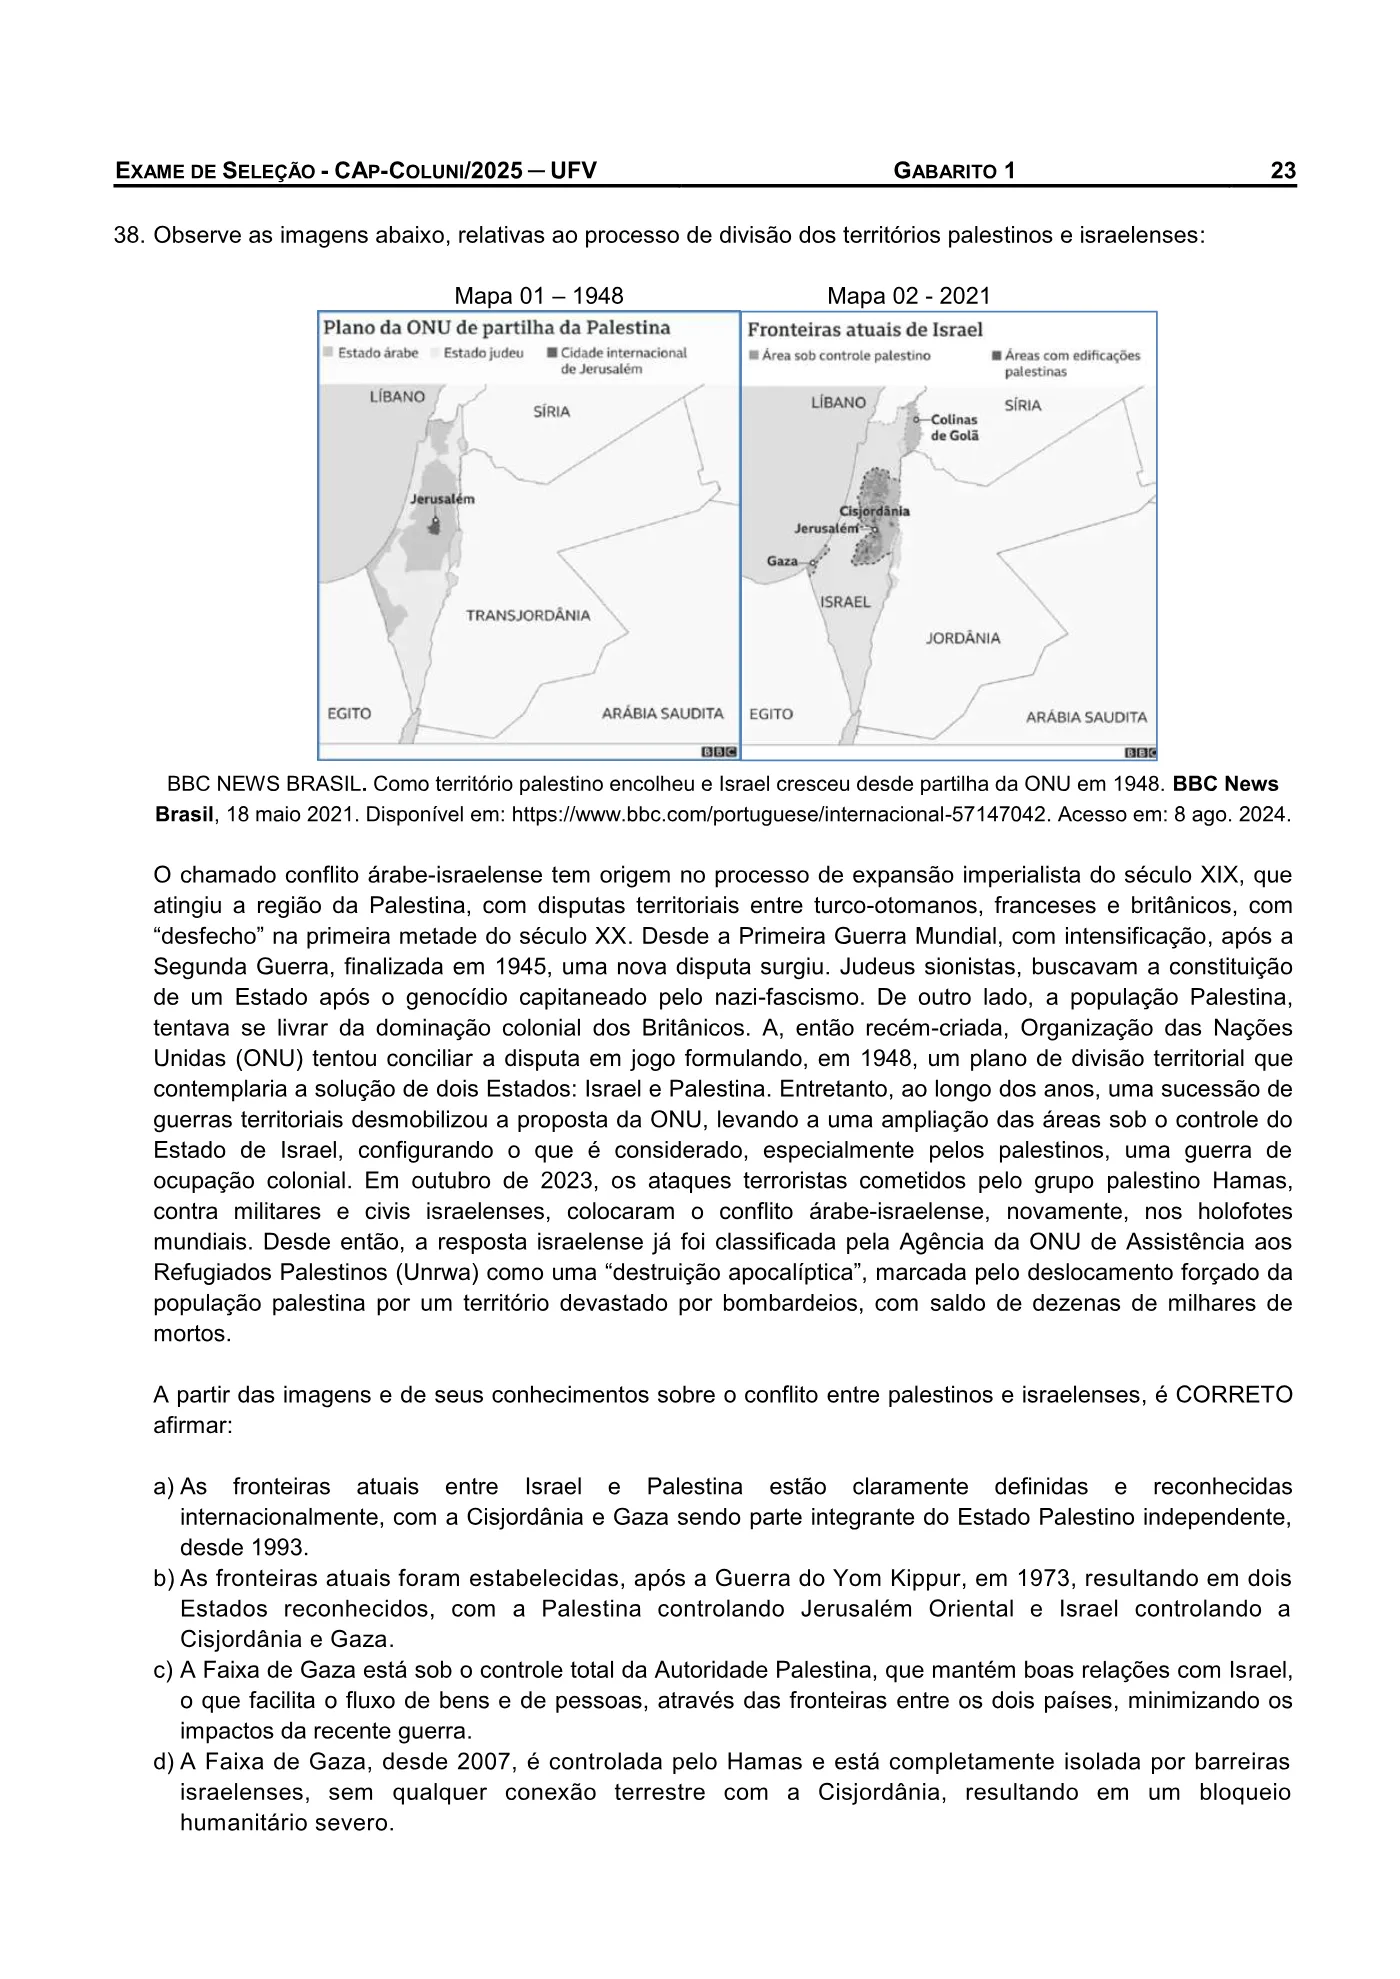 EXAME DE SELEÇÃO - CAP-COLUNI/2025 — UFV GABARITO 1 23
38. Observe as imagens abaixo, relativas ao processo de divisão dos territórios palestinos e israelenses:
Mapa 01 – 1948 Mapa 02 - 2021
Plano da ONU de partilha da Palestina
Estado árabe Estado judeu Cidade internacional
de Jerusalém
LÍBANO
SÍRIA
Jerusalém
TRANSJORDÂNIA
EGITO ARÁBIA SAUDITA
BBC
Fronteiras atuais de Israel
Área sob controle palestino Áreas com edificações
palestinas
LÍBANO SÍRIA
Colinas
de Golã
Cisjordânia
Jerusalém
Gaza
ISRAEL
JORDÂNIA
EGITO ARÁBIA SAUDITA
BBC
BBC NEWS BRASIL. Como território palestino encolheu e Israel cresceu desde partilha da ONU em 1948. BBC News
Brasil, 18 maio 2021. Disponível em: https://www.bbc.com/portuguese/internacional-57147042. Acesso em: 8 ago. 2024.
O chamado conflito árabe-israelense tem origem no processo de expansão imperialista do século XIX, que
atingiu a região da Palestina, com disputas territoriais entre turco-otomanos, franceses e britânicos, com
“desfecho” na primeira metade do século XX. Desde a Primeira Guerra Mundial, com intensificação, após a
Segunda Guerra, finalizada em 1945, uma nova disputa surgiu. Judeus sionistas, buscavam a constituição
de um Estado após o genocídio capitaneado pelo nazi-fascismo. De outro lado, a população Palestina,
tentava se livrar da dominação colonial dos Britânicos. A, então recém-criada, Organização das Nações
Unidas (ONU) tentou conciliar a disputa em jogo formulando, em 1948, um plano de divisão territorial que
contemplaria a solução de dois Estados: Israel e Palestina. Entretanto, ao longo dos anos, uma sucessão de
guerras territoriais desmobilizou a proposta da ONU, levando a uma ampliação das áreas sob o controle do
Estado de Israel, configurando o que é considerado, especialmente pelos palestinos, uma guerra de
ocupação colonial. Em outubro de 2023, os ataques terroristas cometidos pelo grupo palestino Hamas,
contra militares e civis israelenses, colocaram o conflito árabe-israelense, novamente, nos holofotes
mundiais. Desde então, a resposta israelense já foi classificada pela Agência da ONU de Assistência aos
Refugiados Palestinos (Unrwa) como uma “destruição apocalíptica”, marcada pelo deslocamento forçado da
população palestina por um território devastado por bombardeios, com saldo de dezenas de milhares de
mortos.
A partir das imagens e de seus conhecimentos sobre o conflito entre palestinos e israelenses, é CORRETO
afirmar:
a) As fronteiras atuais entre Israel e Palestina estão claramente definidas e reconhecidas
internacionalmente, com a Cisjordânia e Gaza sendo parte integrante do Estado Palestino independente,
desde 1993.
b) As fronteiras atuais foram estabelecidas, após a Guerra do Yom Kippur, em 1973, resultando em dois
Estados reconhecidos, com a Palestina controlando Jerusalém Oriental e Israel controlando a
Cisjordânia e Gaza.
c) A Faixa de Gaza está sob o controle total da Autoridade Palestina, que mantém boas relações com Israel,
o que facilita o fluxo de bens e de pessoas, através das fronteiras entre os dois países, minimizando os
impactos da recente guerra.
d) A Faixa de Gaza, desde 2007, é controlada pelo Hamas e está completamente isolada por barreiras
israelenses, sem qualquer conexão terrestre com a Cisjordânia, resultando em um bloqueio
humanitário severo.